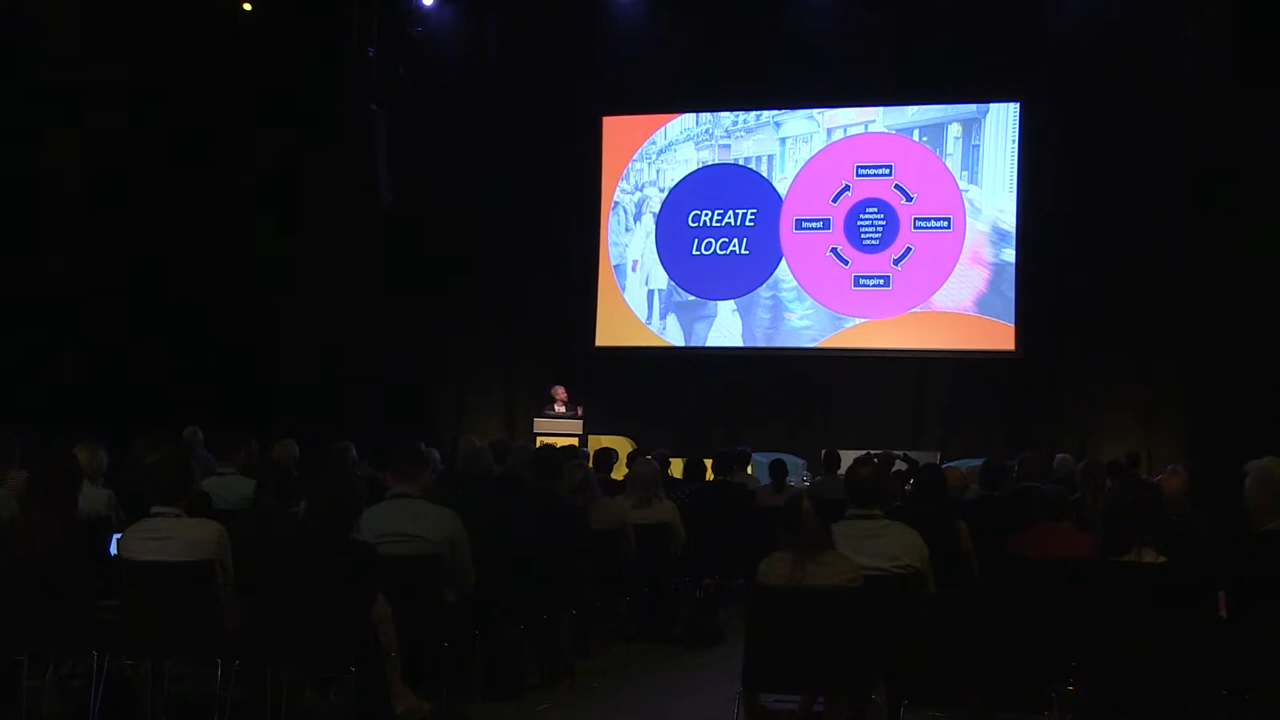 CREATE
LOCAL
Innovate
Invest
Incubate
Inspire
100%
TURNOVER
SHORT TERM
LEASES TO
SUPPORT
LOCALS